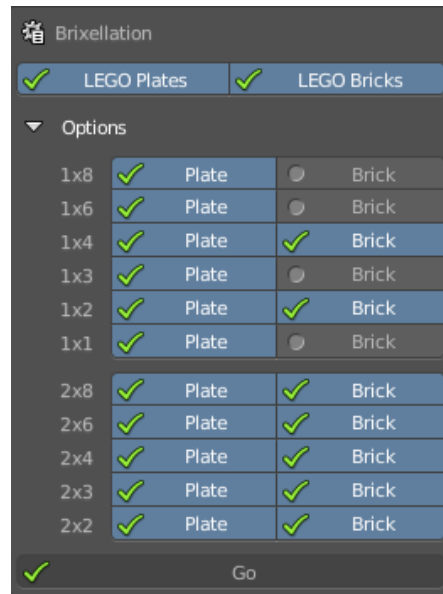 Brixellation
LEGO Plates LEGO Bricks
Options
1x8 Plate Brick
1x6 Plate Brick
1x4 Plate Brick
1x3 Plate Brick
1x2 Plate Brick
1x1 Plate Brick
2x8 Plate Brick
2x6 Plate Brick
2x4 Plate Brick
2x3 Plate Brick
2x2 Plate Brick
Go